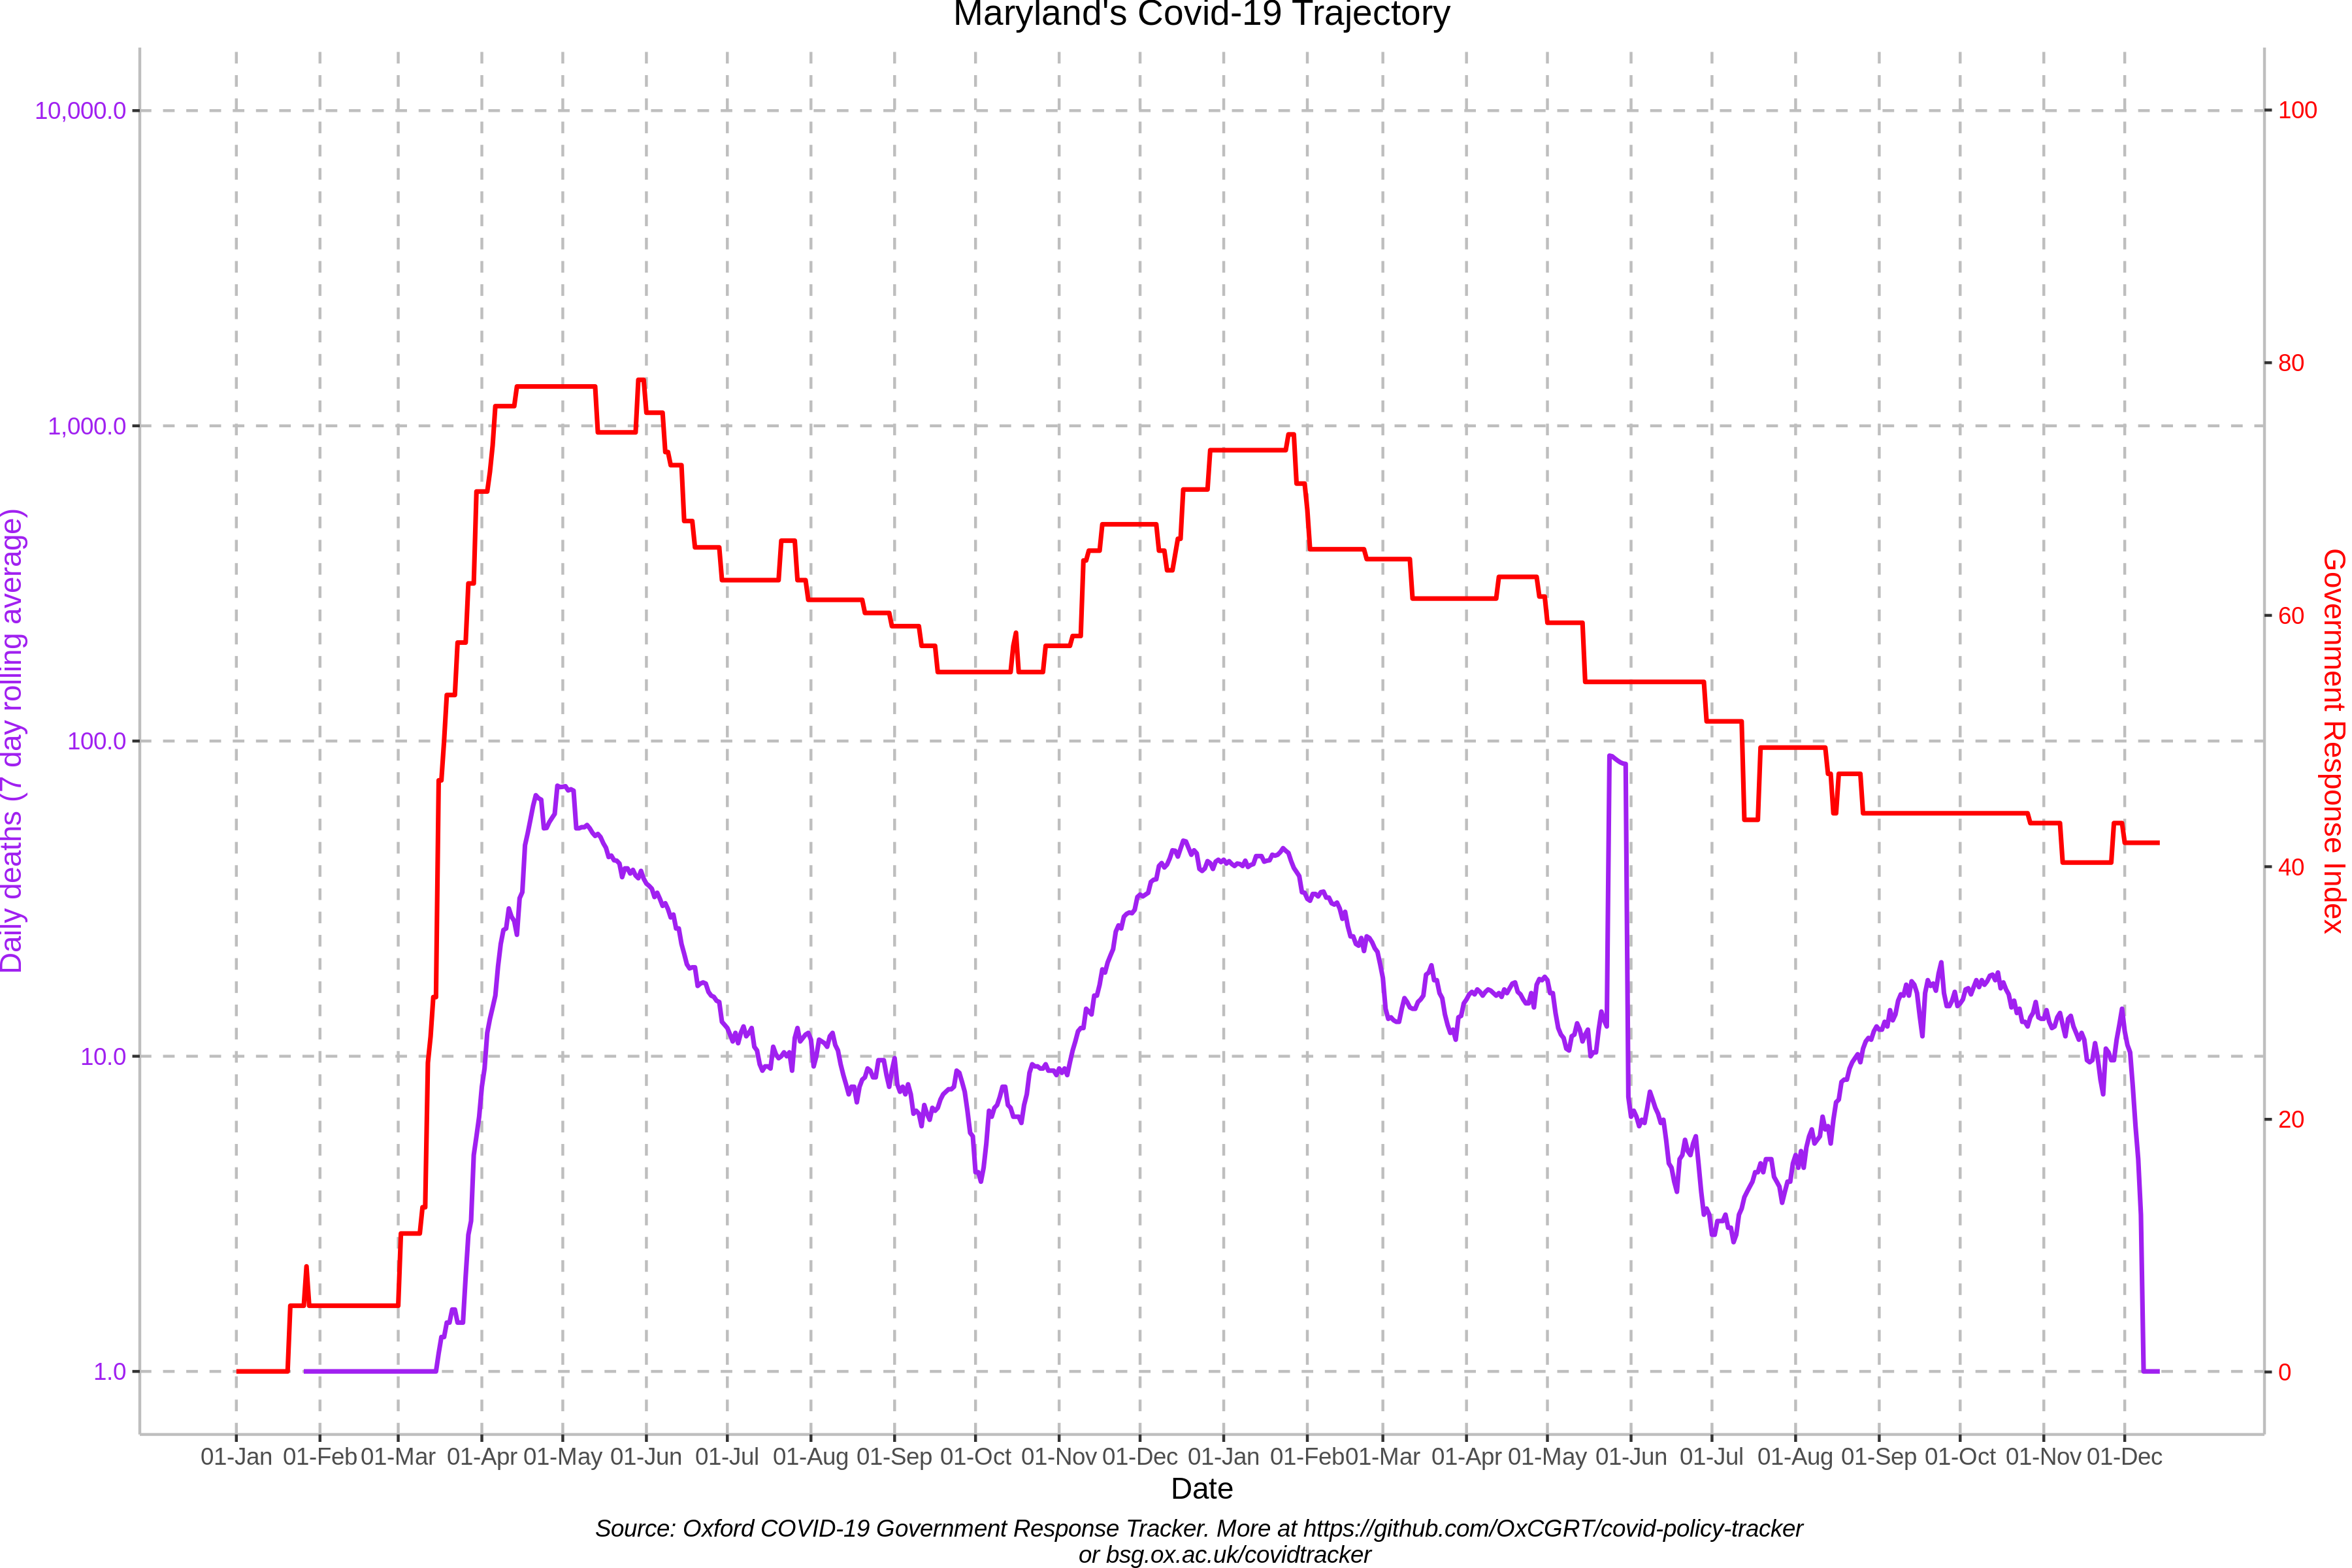 Maryland's Covid-19 Trajectory
10,000.0
1,000.0
100.0
10.0
1.0
Daily deaths (7 day rolling average)
100
80
60
40
20
0
Government Response Index
01-Jan 01-Feb 01-Mar 01-Apr 01-May 01-Jun 01-Jul 01-Aug 01-Sep 01-Oct 01-Nov 01-Dec 01-Jan 01-Feb 01-Mar 01-Apr 01-May 01-Jun 01-Jul 01-Aug 01-Sep 01-Oct 01-Nov 01-Dec
Date
Source: Oxford COVID-19 Government Response Tracker. More at https://github.com/OxCGRT/covid-policy-tracker
or bsg.ox.ac.uk/covidtracker